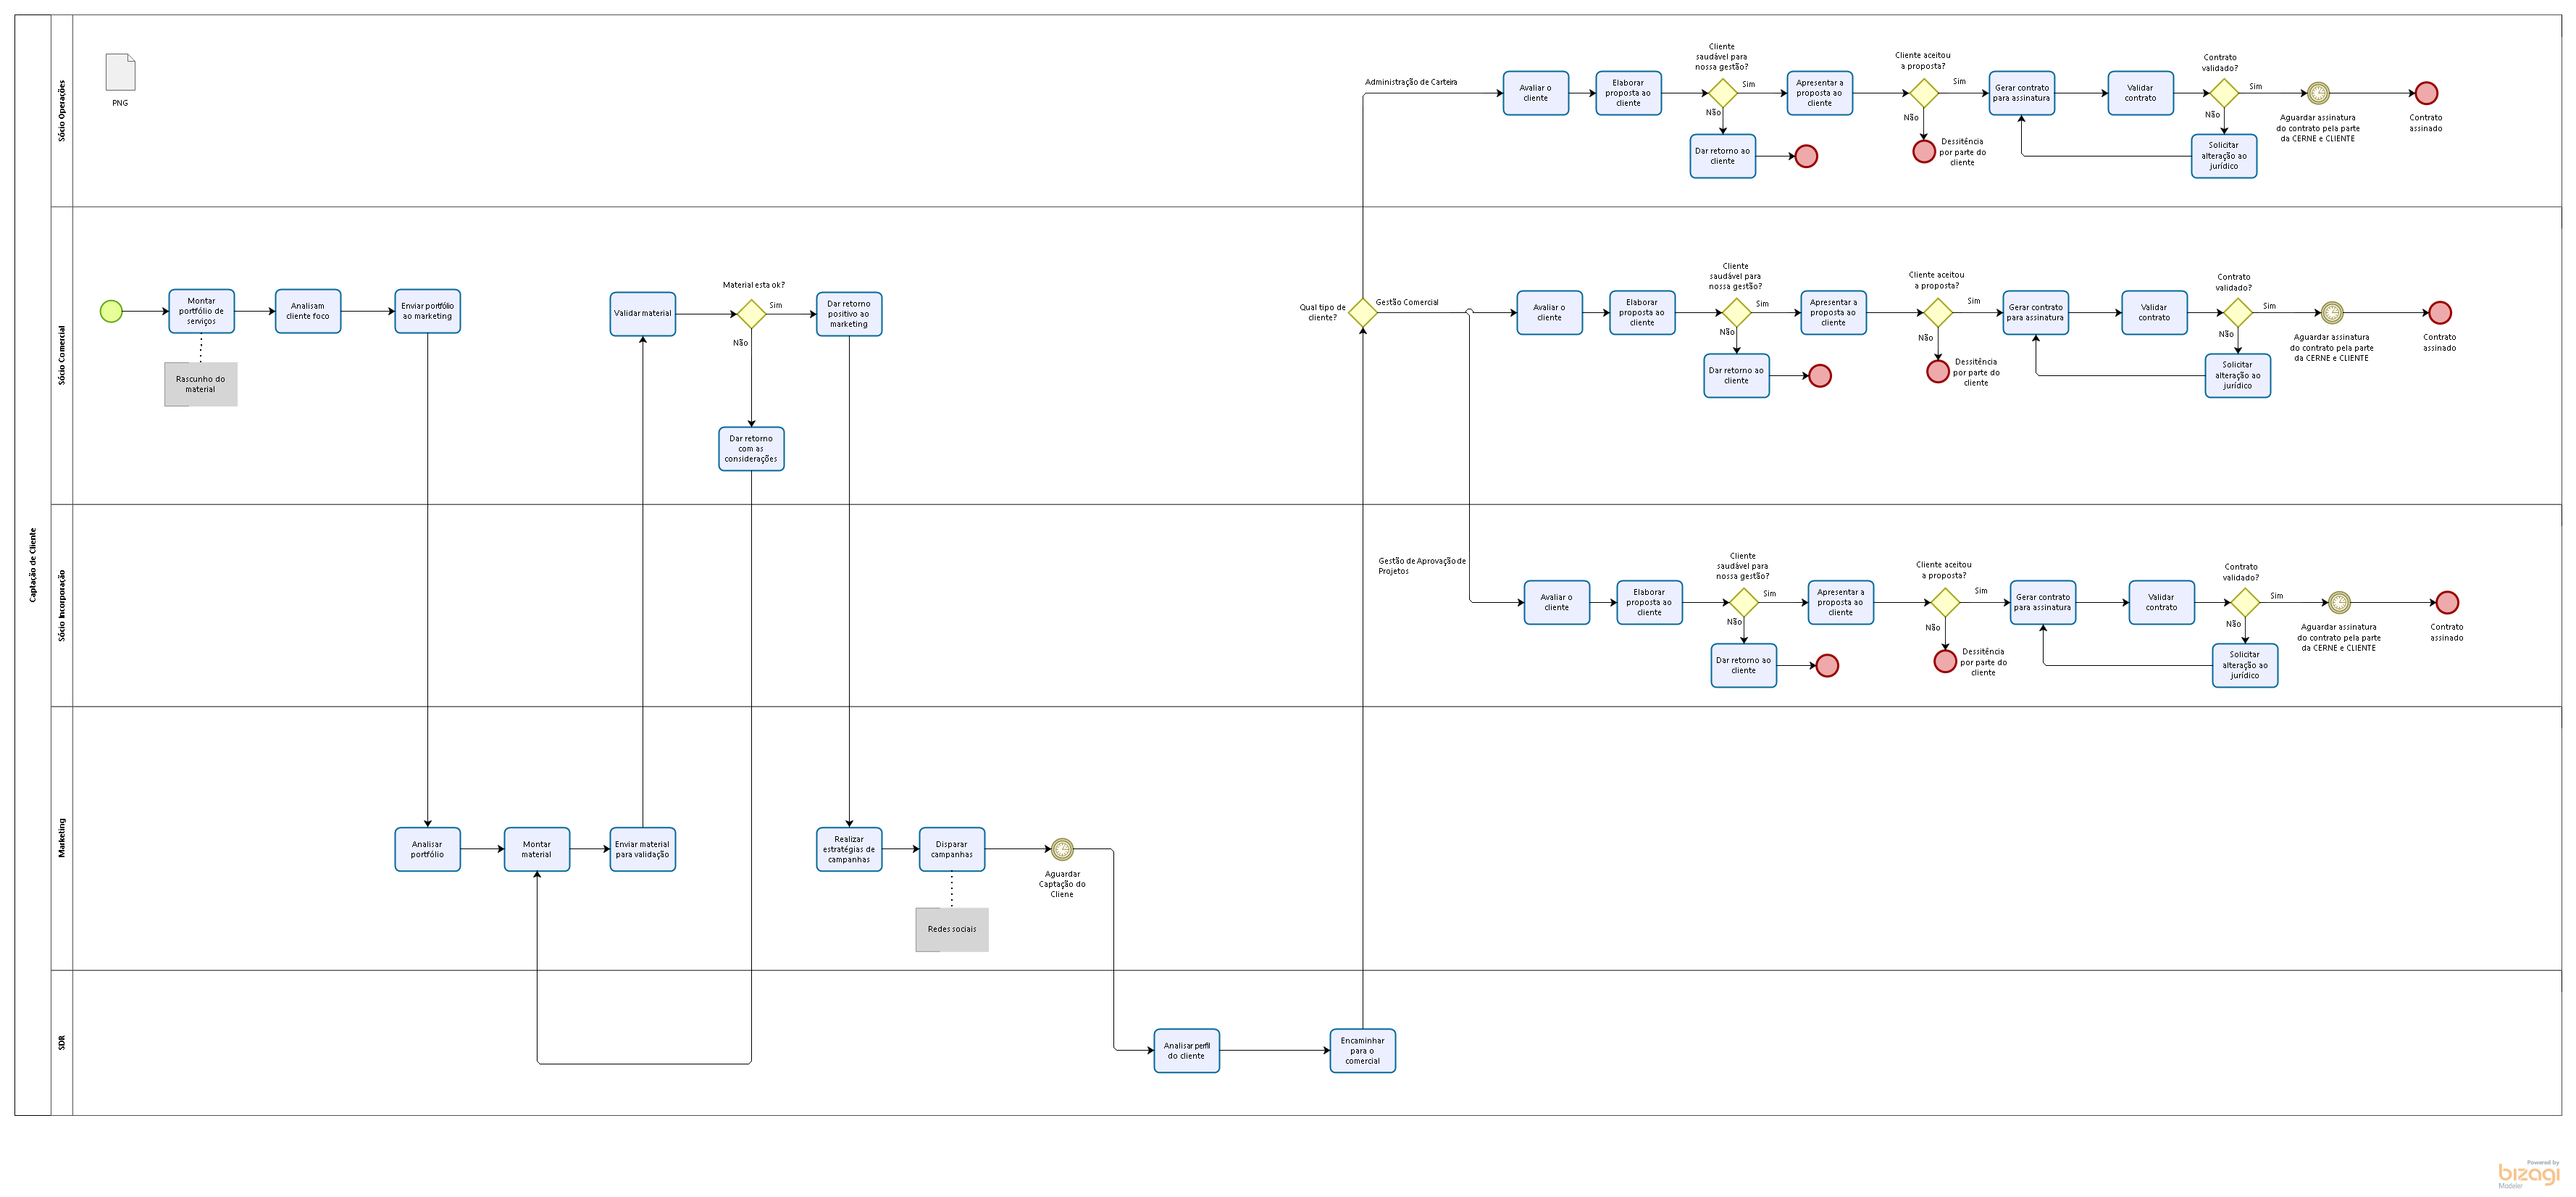 Captação de Cliente
Sócio Operações
PNG
Administração de Carteira
Avaliar o
cliente
Elaborar
proposta ao
cliente
Cliente
saudável para
nossa gestão?
Sim
Não
Dar retorno ao
cliente
Apresentar a
proposta ao
cliente
Cliente aceitou
a proposta?
Sim
Não
Dessitência
por parte do
cliente
Gerar contrato
para assinatura
Validar
contrato
Contrato
validado?
Sim
Não
Solicitar
alteração ao
jurídico
Aguardar assinatura
do contrato pela parte
da CERNE e CLIENTE
Contrato
assinado
Sócio Comercial
Montar
portfólio de
serviços
Rascunho do
material
Analisam
cliente foco
Enviar portfólio
ao marketing
Validar material
Material esta ok?
Sim
Não
Dar retorno
positivo ao
marketing
Dar retorno
com as
considerações
Qual tipo de
cliente?
Gestão Comercial
Avaliar o
cliente
Elaborar
proposta ao
cliente
Cliente
saudável para
nossa gestão?
Sim
Não
Dar retorno ao
cliente
Apresentar a
proposta ao
cliente
Cliente aceitou
a proposta?
Sim
Não
Dessitência
por parte do
cliente
Gerar contrato
para assinatura
Validar
contrato
Contrato
validado?
Sim
Não
Solicitar
alteração ao
jurídico
Aguardar assinatura
do contrato pela parte
da CERNE e CLIENTE
Contrato
assinado
Sócio Incorporação
Gestão de Aprovação de
Projetos
Avaliar o
cliente
Elaborar
proposta ao
cliente
Cliente
saudável para
nossa gestão?
Sim
Não
Dar retorno ao
cliente
Apresentar a
proposta ao
cliente
Cliente aceitou
a proposta?
Sim
Não
Dessitência
por parte do
cliente
Gerar contrato
para assinatura
Validar
contrato
Contrato
validado?
Sim
Não
Solicitar
alteração ao
jurídico
Aguardar assinatura
do contrato pela parte
da CERNE e CLIENTE
Contrato
assinado
Marketing
Analisar
portfólio
Montar
material
Enviar material
para validação
Realizar
estratégias de
campanhas
Disparar
campanhas
Redes sociais
Aguardar
Captação do
Cliene
SDR
Analisar perfil
do cliente
Encaminhar
para o
comercial
Powered by
bizagi
Modeler